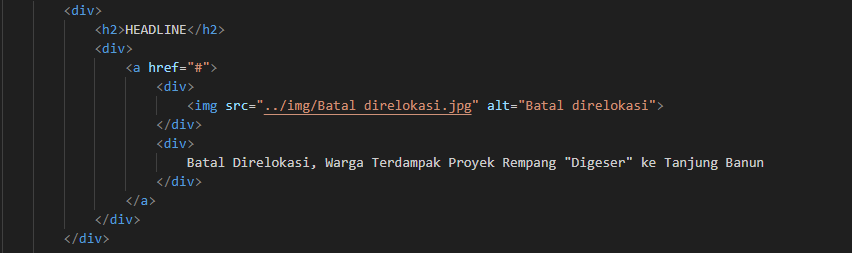 <div>
<h2>HEADLINE</h2>
<div>
<a href="#">
<div>
<img src="../img/Batal direlokasi.jpg" alt="Batal direlokasi">
</div>
<div>
Batal Direlokasi, Warga Terdampak Proyek Rempang "Digeser" ke Tanjung Banun
</div>
</a>
</div>
</div>